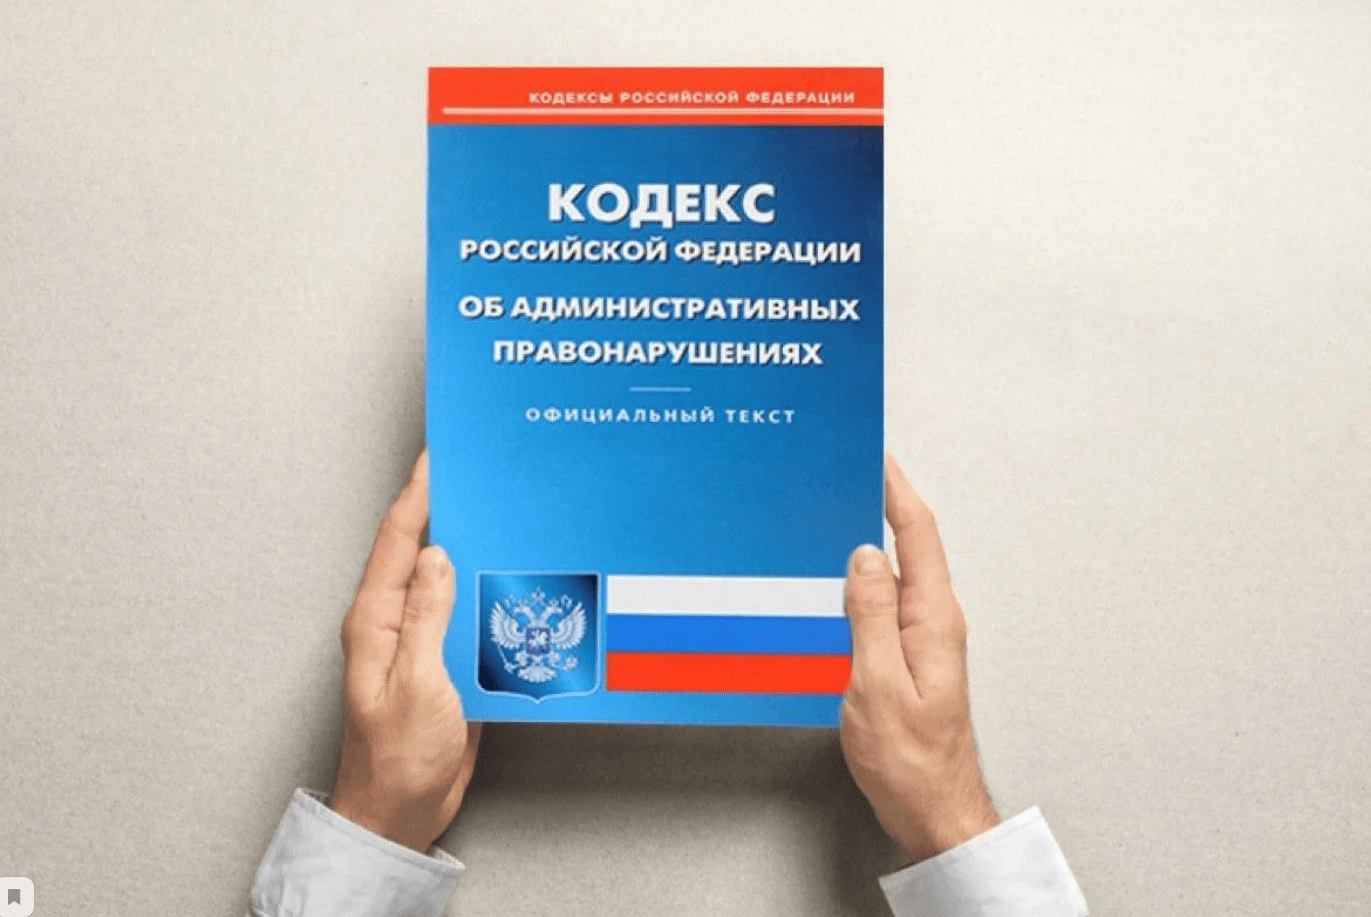 КОДЕКСЫ РОССИЙСКОЙ ФЕДЕРАЦИИ
КОДЕКС
РОССИЙСКОЙ ФЕДЕРАЦИИ
ОБ АДМИНИСТРАТИВНЫХ
ПРАВОНАРУШЕНИЯХ
ОФИЦИАЛЬНЫЙ ТЕКСТ